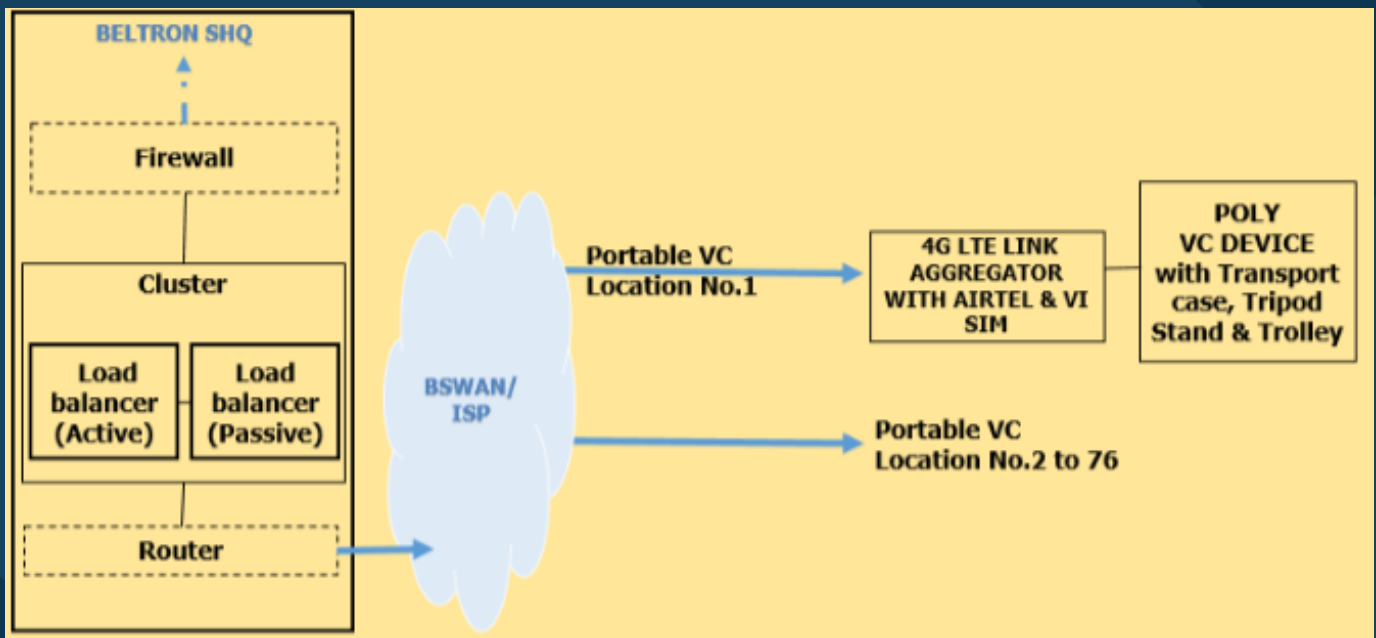 BELTRON SHQ
Firewall
Cluster
Load
balancer
(Active)
Load
balancer
(Passive)
Router
BSWAN/
ISP
Portable VC
Location No.1
4G LTE LINK
AGGREGATOR
WITH AIRTEL & VI
SIM
POLY
VC DEVICE
with Transport
case, Tripod
Stand & Trolley
Portable VC
Location No.2 to 76